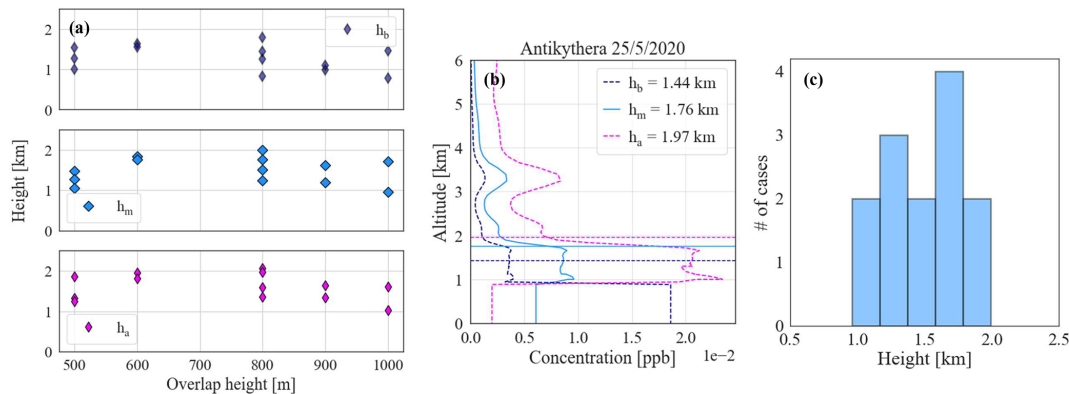 (a)
h_b
2
1
0
Height [km]
2
1
0
h_m
2
1
0
h_a
500 600 700 800 900 1000
Overlap height [m]
Antikythera 25/5/2020
(b)
h_b = 1.44 km
h_m = 1.76 km
h_a = 1.97 km
Altitude [km]
6
5
4
3
2
1
0
0.0 0.5 1.0 1.5 2.0
Concentration [ppb]
1e−2
(c)
# of cases
4
3
2
1
0
0.5 1.0 1.5 2.0 2.5
Height [km]